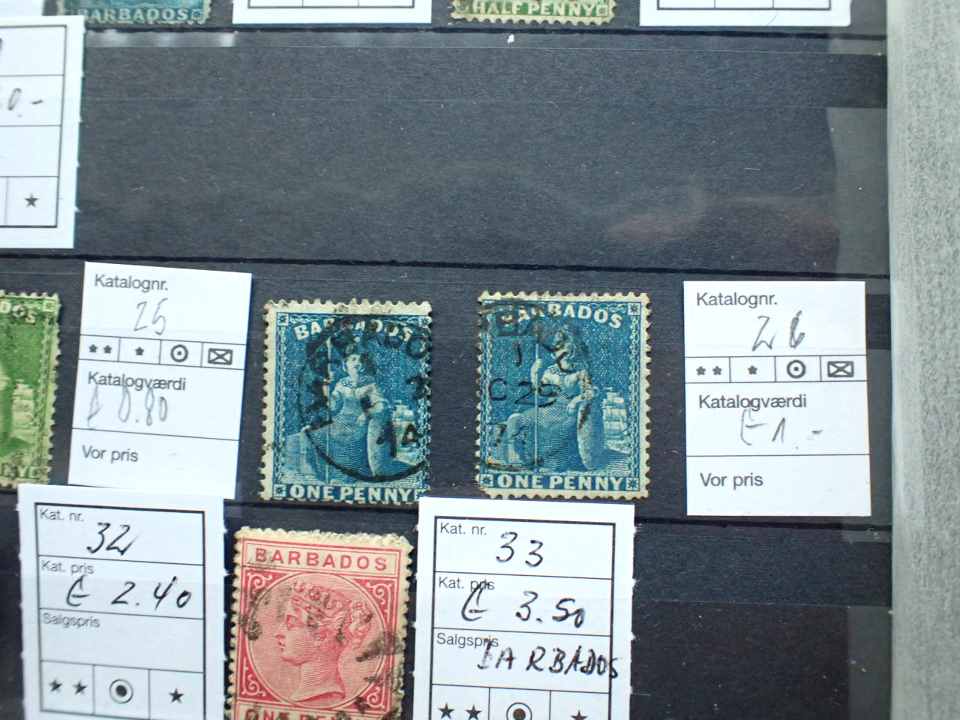 BARBADOS
HALF PENNY
0.-
Katalognr.
25
Katalogværdi
£ 0.80
Vor pris
BARBADOS
ONE PENNY
BARBADOS
C 29
ONE PENNY
Katalognr.
26
Katalogværdi
£ 1.-
Vor pris
Kat. nr.
32
Kat. pris
£ 2.40
Salgspris
BARBADOS
Kat. nr.
33
Kat. pris
£ 3.50
Salgspris
BARBADOS